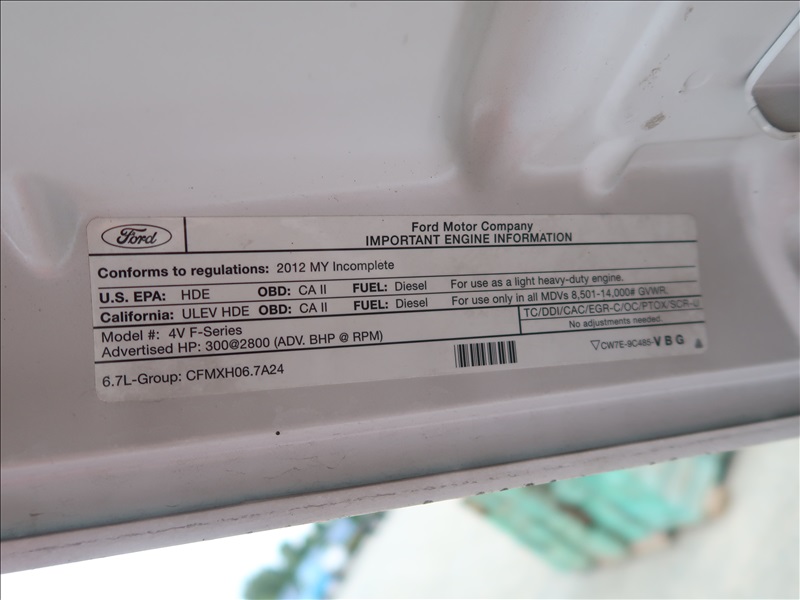 Ford
Ford Motor Company
IMPORTANT ENGINE INFORMATION
Conforms to regulations: 2012 MY Incomplete
U.S. EPA: HDE OBD: CA II FUEL: Diesel For use as a light heavy-duty engine.
California: ULEV HDE OBD: CA II FUEL: Diesel For use only in all MDVs 8,501-14,000# GVWR.
Model #: 4V F-Series
TC/DDI/CAC/EGR-C/OC/PTOX/SCR-U
Advertised HP: 300@2800 (ADV. BHP @ RPM)
No adjustments needed.
6.7L-Group: CFMXH06.7A24
CW7E-9C485-VBG